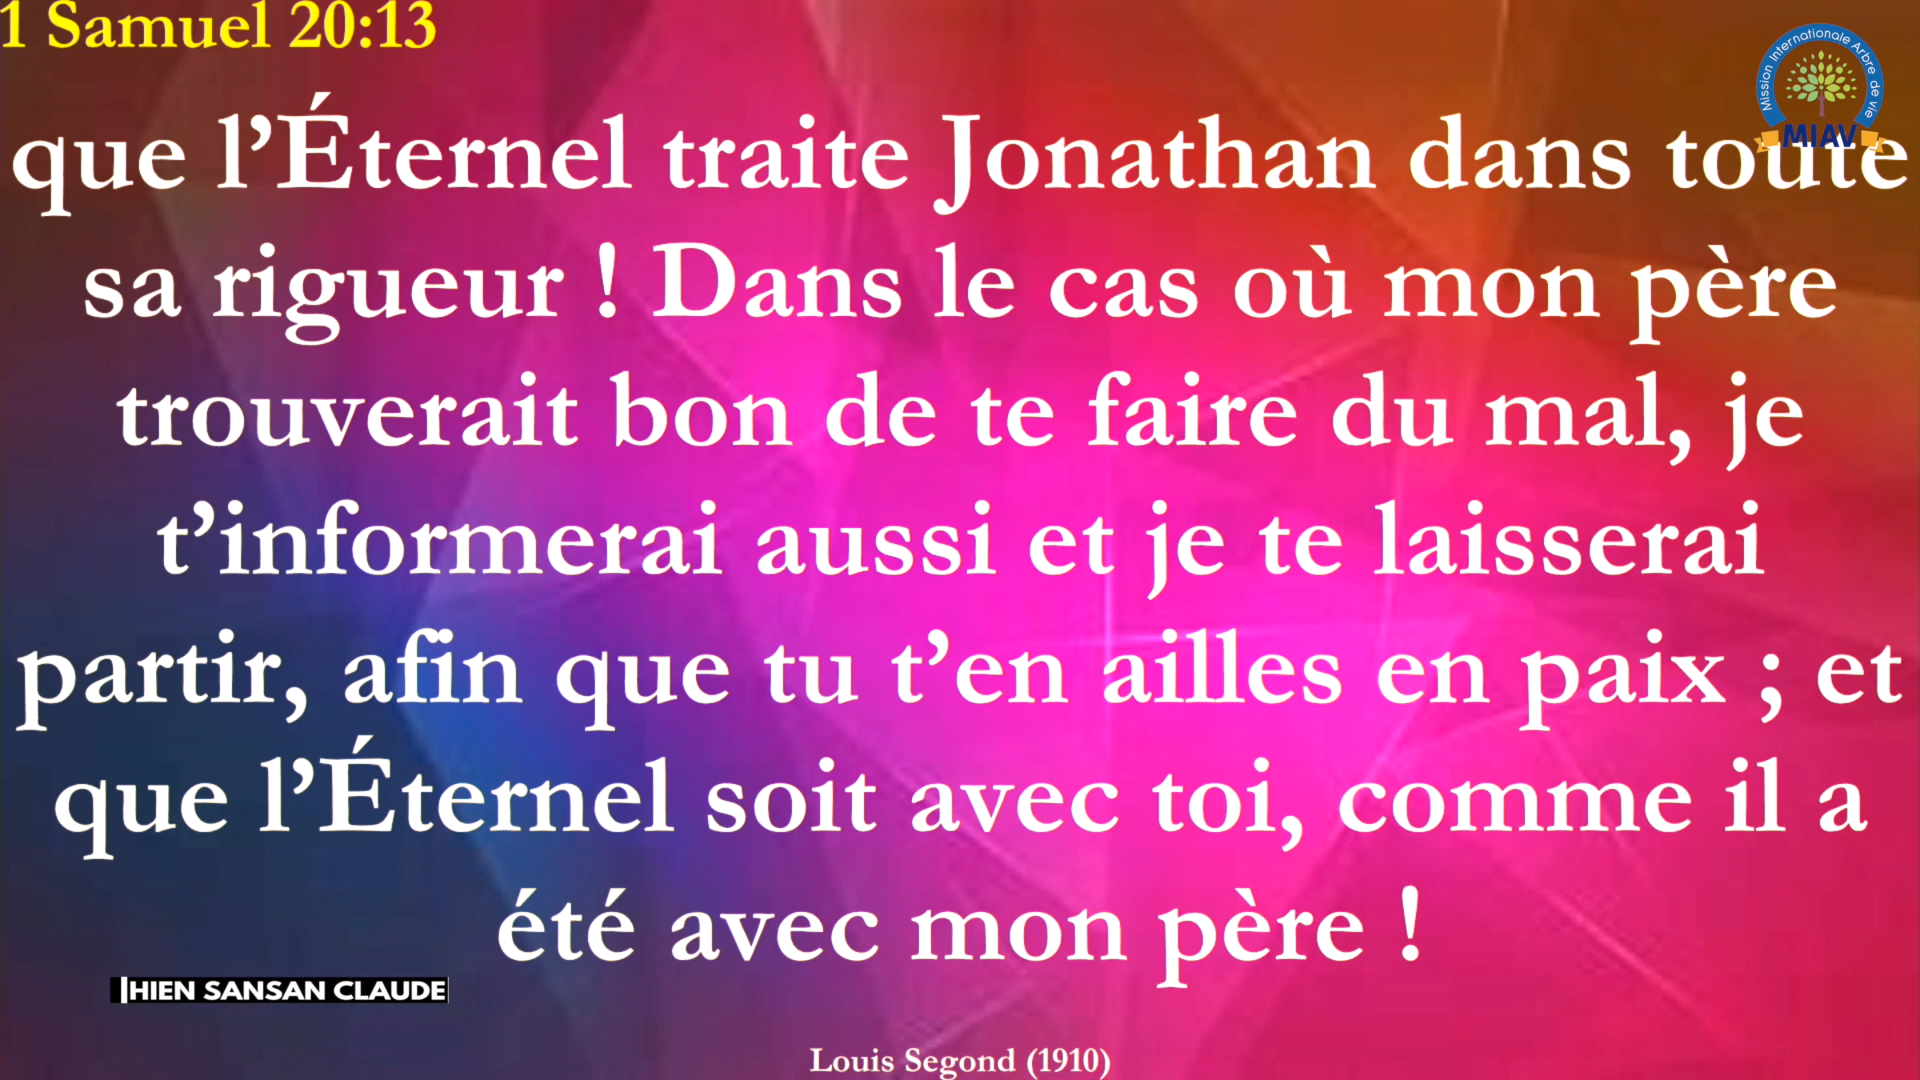 1 Samuel 20:13
Mission Internationale Arbre de vie
MIAV
que l’Éternel traite Jonathan dans toute
sa rigueur ! Dans le cas où mon père
trouverait bon de te faire du mal, je
t’informerai aussi et je te laisserai
partir, afin que tu t’en ailles en paix ; et
que l’Éternel soit avec toi, comme il a
été avec mon père !
HIEN SANSAN CLAUDE
Louis Segond (1910)